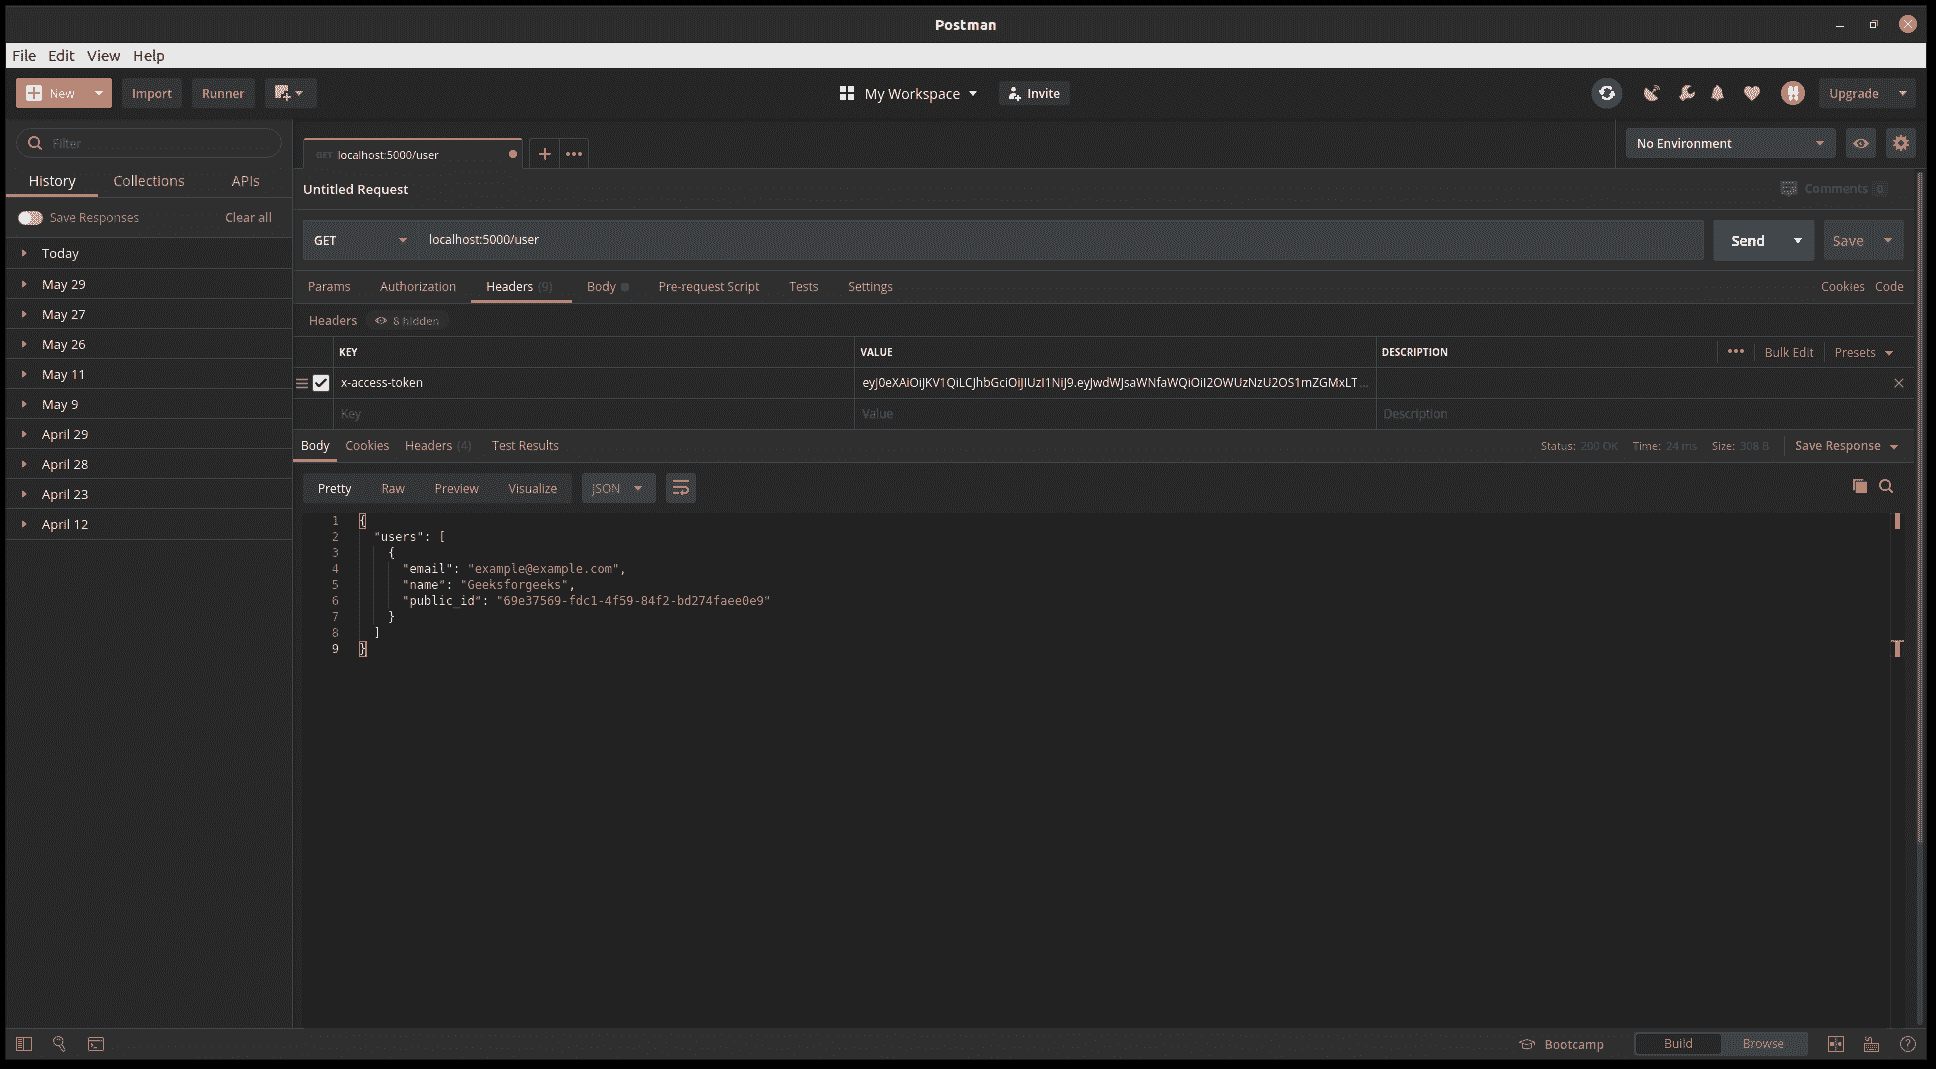 Postman
File Edit View Help
New Import Runner My Workspace Invite Upgrade
Filter
History Collections APIs
Save Responses Clear all
Today
May 29
May 27
May 26
May 11
May 9
April 29
April 28
April 23
April 12
GET localhost:5000/user
No Environment
Untitled Request
Comments 0
GET localhost:5000/user Send Save
Params Authorization Headers (9) Body Pre-request Script Tests Settings Cookies Code
Headers 8 hidden
KEY VALUE DESCRIPTION Bulk Edit Presets
x-access-token eyJ0eXAiOiJKV1QiLCJhbGciOiJIUzI1NiJ9.eyJwdWJsaWNfaWQiOiI2OWUzNzU2OS1mZGMxLT...
Key Value Description
Body Cookies Headers (4) Test Results Status: 200 OK Time: 24 ms Size: 308 B Save Response
Pretty Raw Preview Visualize JSON
1 {
2 "users": [
3 {
4 "email": "example@example.com",
5 "name": "Geeksforgeeks",
6 "public_id": "69e37569-fdc1-4f59-84f2-bd274faee0e9"
7 }
8 ]
9 }
Bootcamp Build Browse